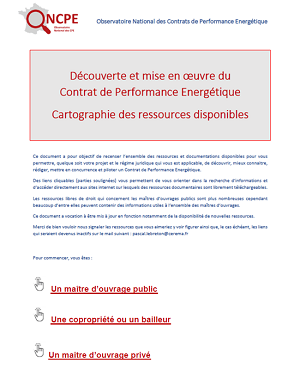 ONCPE
Observatoire
National des CPE
Observatoire National des Contrats de Performance Energétique
Découverte et mise en œuvre du
Contrat de Performance Energétique
Cartographie des ressources disponibles
Ce document a pour objectif de recenser l'ensemble des ressources et documentations disponibles pour vous
permettre, quelque soit votre projet et le régime juridique qui vous est applicable, de découvrir, mieux connaitre,
rédiger, mettre en concurrence et piloter un Contrat de Performance Energétique.
Des liens cliquables (parties soulignées) vous permettent de vous orienter dans la recherche d'informations et
d'accéder directement aux sites internet sur lesquels des ressources documentaires sont librement téléchargeables.
Les ressources libres de droit qui concernent les maîtres d'ouvrages publics sont plus nombreuses cependant
beaucoup d'entre elles peuvent contenir des informations utiles à l'ensemble des maîtres d'ouvrages.
Ce document a vocation à être mis à jour en fonction notamment de la disponibilité de nouvelles ressources.
Merci de bien vouloir nous signaler les ressources que vous aimeriez y voir figurer ainsi que, le cas échéant, les liens
qui seraient devenus inactifs sur le mail suivant : pascal.lebreton@cerema.fr
Pour commencer, vous êtes :
Un maitre d'ouvrage public
Une copropriété ou un bailleur
Un maitre d'ouvrage privé